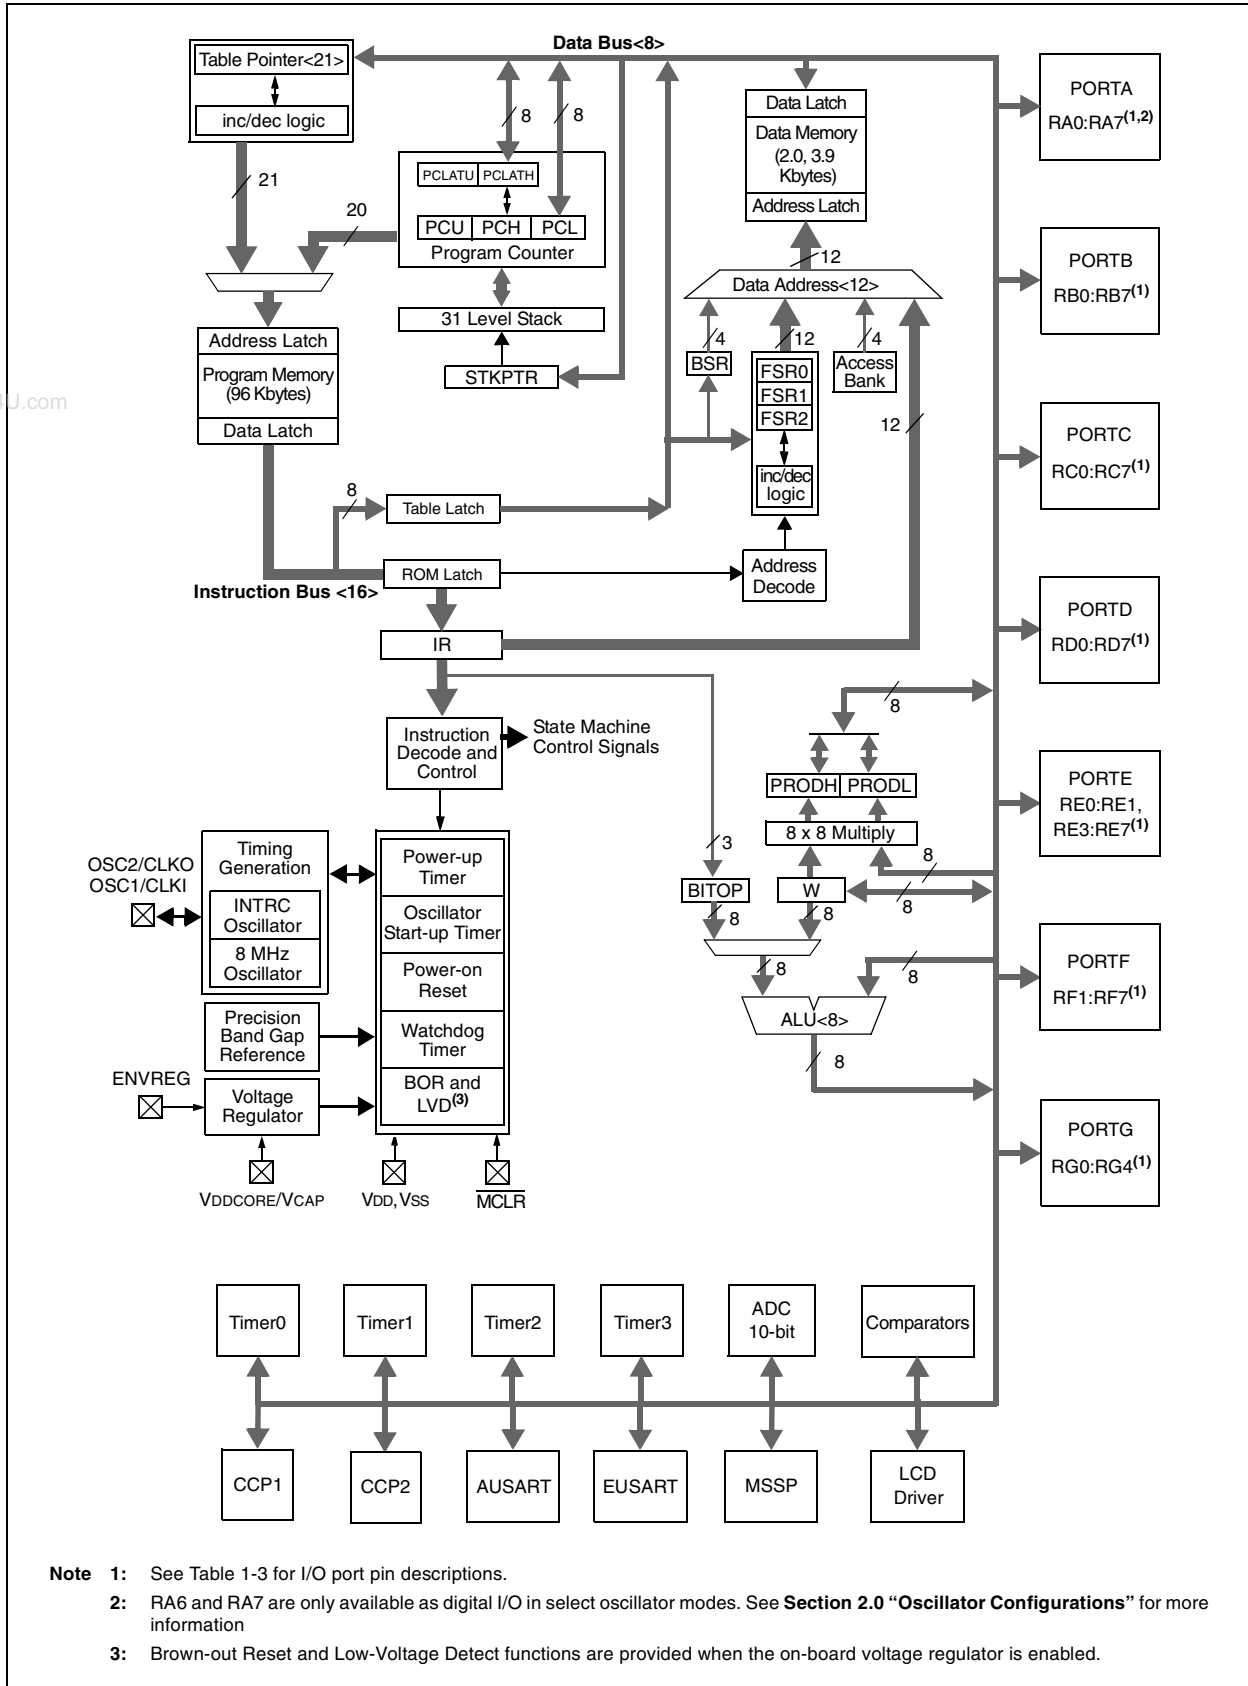 Data Bus<8>
Table Pointer<21>
inc/dec logic
21
8
8
PCLATU PCLATH
PCU PCH PCL
Program Counter
20
31 Level Stack
STKPTR
Address Latch
Program Memory
(96 Kbytes)
Data Latch
Data Latch
Data Memory
(2.0, 3.9
Kbytes)
Address Latch
12
Data Address<12>
4
12
4
BSR
FSR0
FSR1
FSR2
inc/dec
logic
Access
Bank
12
4U.com
8
Table Latch
ROM Latch
Instruction Bus <16>
Address
Decode
IR
Instruction
Decode and
Control
State Machine
Control Signals
8
PRODH PRODL
8 x 8 Multiply
3
8
BITOP
W
8
8
8
8
8
ALU<8>
8
OSC2/CLKO
OSC1/CLKI
Timing
Generation
INTRC
Oscillator
8 MHz
Oscillator
Power-up
Timer
Oscillator
Start-up Timer
Power-on
Reset
Watchdog
Timer
BOR and
LVD(3)
Precision
Band Gap
Reference
ENVREG
Voltage
Regulator
VDDCORE/VCAP
VDD, VSS
MCLR
PORTA
RA0:RA7(1,2)
PORTB
RB0:RB7(1)
PORTC
RC0:RC7(1)
PORTD
RD0:RD7(1)
PORTE
RE0:RE1,
RE3:RE7(1)
PORTF
RF1:RF7(1)
PORTG
RG0:RG4(1)
Timer0
Timer1
Timer2
Timer3
ADC
10-bit
Comparators
CCP1
CCP2
AUSART
EUSART
MSSP
LCD
Driver
Note 1: See Table 1-3 for I/O port pin descriptions.
2: RA6 and RA7 are only available as digital I/O in select oscillator modes. See Section 2.0 “Oscillator Configurations” for more
information
3: Brown-out Reset and Low-Voltage Detect functions are provided when the on-board voltage regulator is enabled.